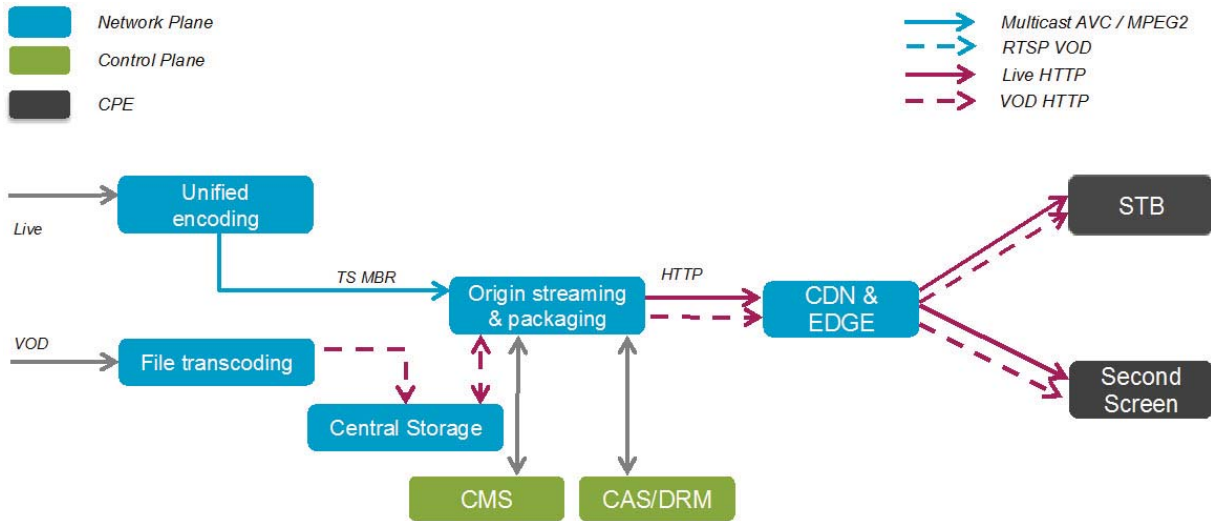 Network Plane
Control Plane
CPE
Multicast AVC / MPEG2
RTSP VOD
Live HTTP
VOD HTTP
Live
Unified
encoding
TS MBR
Origin streaming
& packaging
HTTP
CDN &
EDGE
STB
Second
Screen
VOD
File transcoding
Central Storage
CMS
CAS/DRM